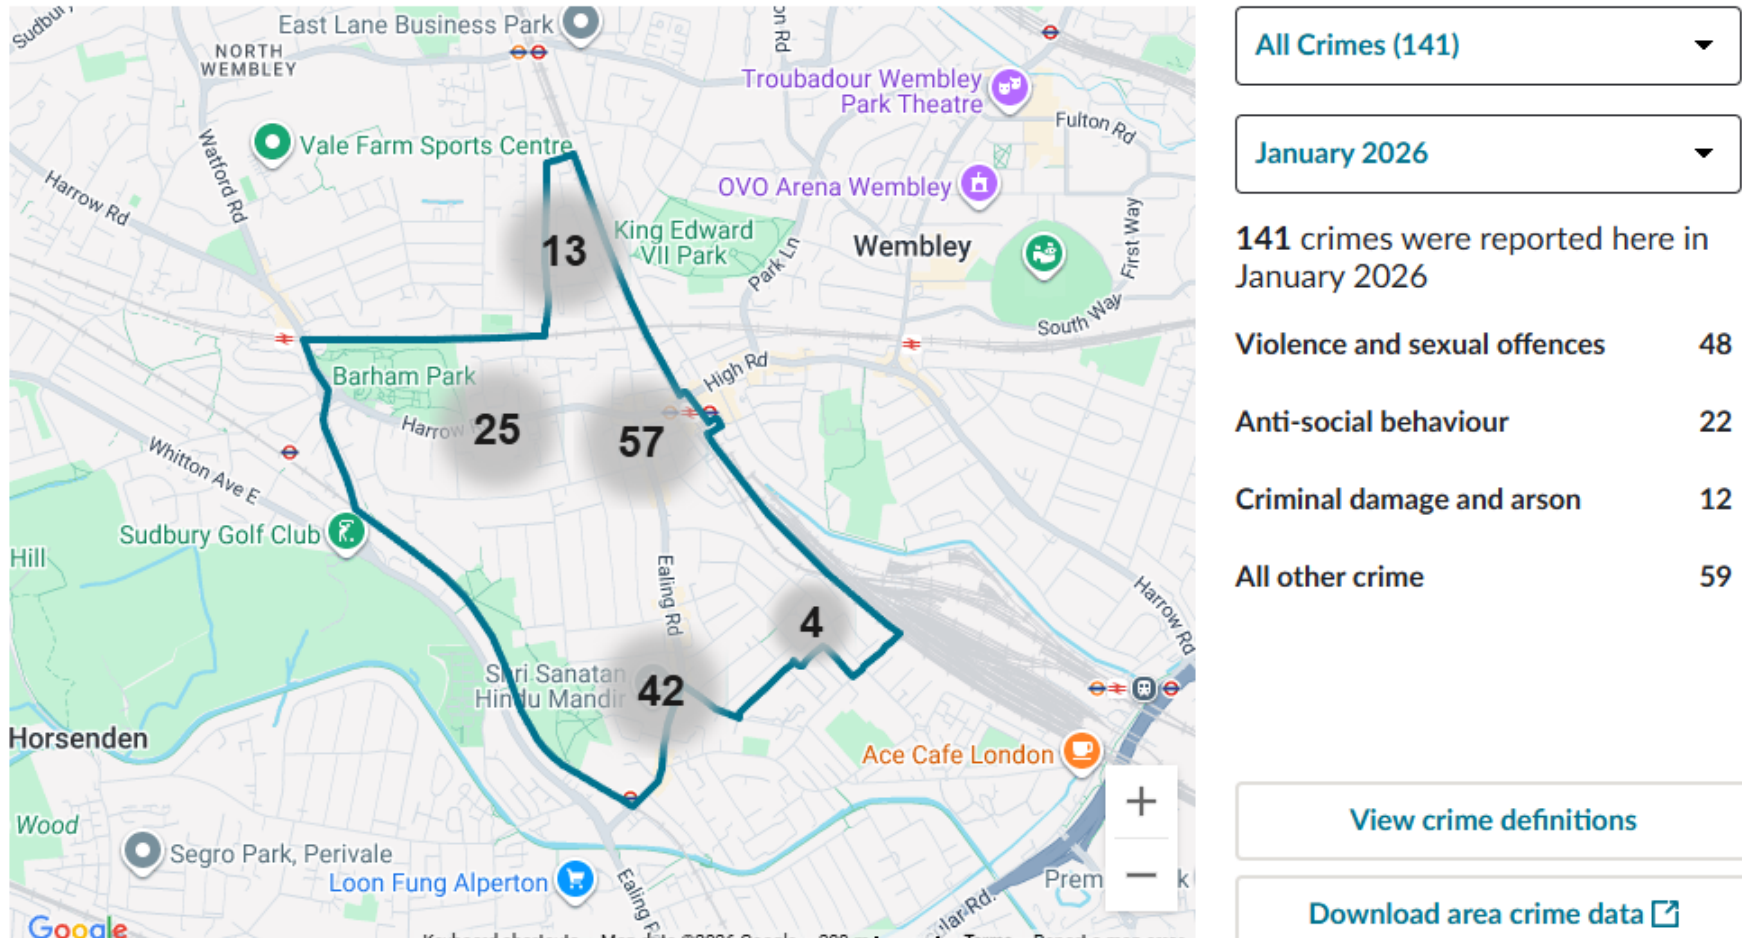 Sudbury
East Lane Business Park
NORTH
WEMBLEY
Troubadour Wembley
Park Theatre
Fulton Rd
Vale Farm Sports Centre
Watford Rd
Harrow Rd
OVO Arena Wembley
First Way
13
King Edward
VII Park
Park Ln
Wembley
South Way
High Rd
Barham Park
Harrow
25
57
Whitton Ave E
Sudbury Golf Club
Hill
Ealing Rd
Harrow Rd
4
Shri Sanatan
Hindu Mandir
42
Horsenden
Ace Cafe London
Wood
Segro Park, Perivale
Loon Fung Alperton
Ealing
Prem
Google
+
−
All Crimes (141)
January 2026
141 crimes were reported here in
January 2026
Violence and sexual offences 48
Anti-social behaviour 22
Criminal damage and arson 12
All other crime 59
View crime definitions
Download area crime data